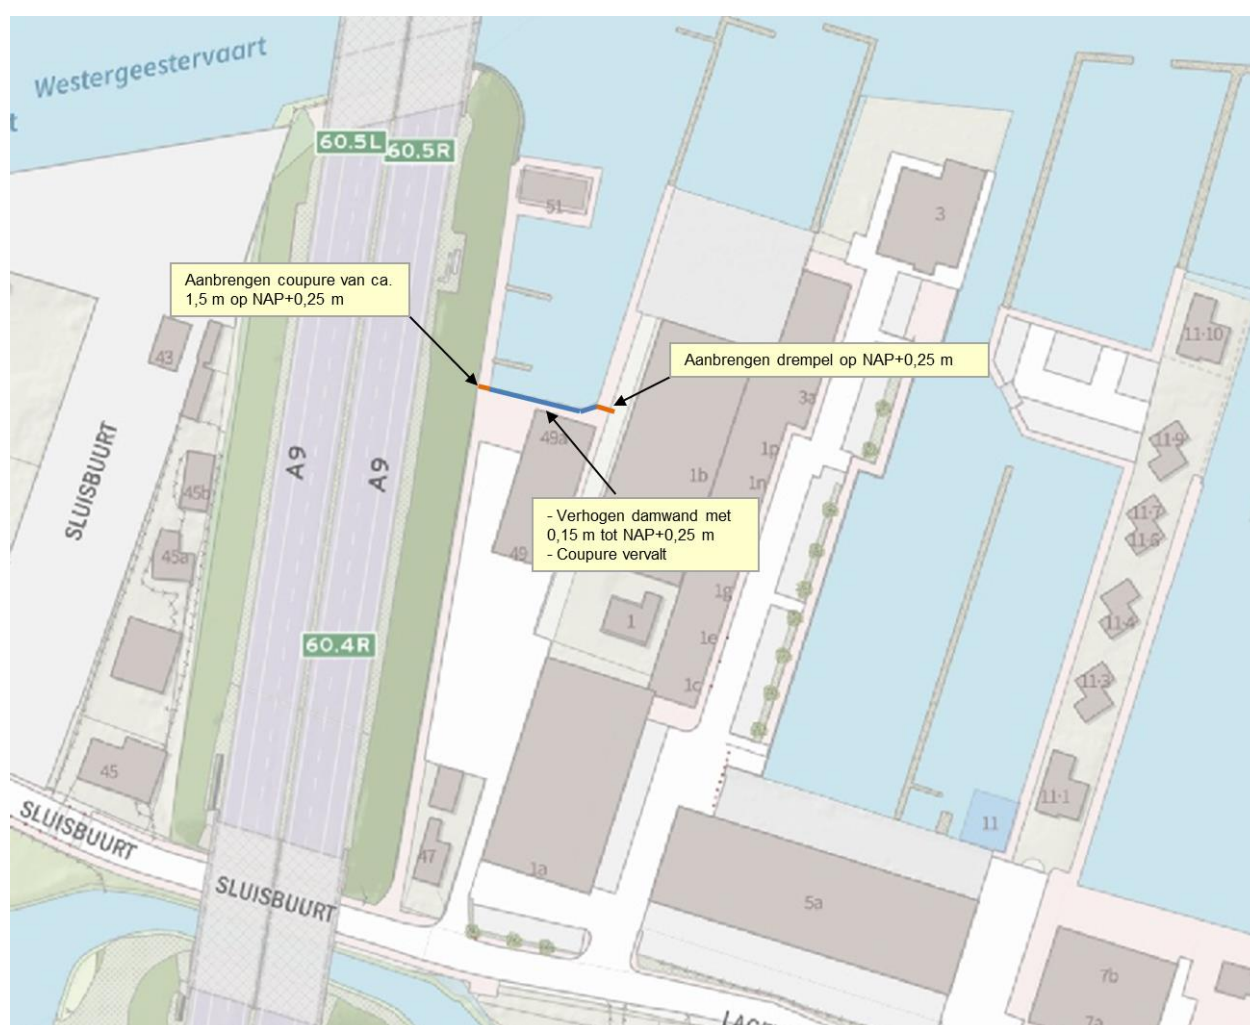 Westergeestervaart
t
60.5L
60.5R
51
3
Aanbrengen coupure van ca.
1,5 m op NAP+0,25 m
11-10
43
Aanbrengen drempel op NAP+0,25 m
3a
49a
A9
A9
SLUISBUURT
1b
1p
1n
11-9
45b
- Verhogen damwand met
0,15 m tot NAP+0,25 m
- Coupure vervalt
11-7
11-6
49
45a
1g
1
11-4
60.4R
1e
1c
11-3
45
11-1
SLUISBUURT
11
47
1a
SLUISBUURT
5a
7b
7a